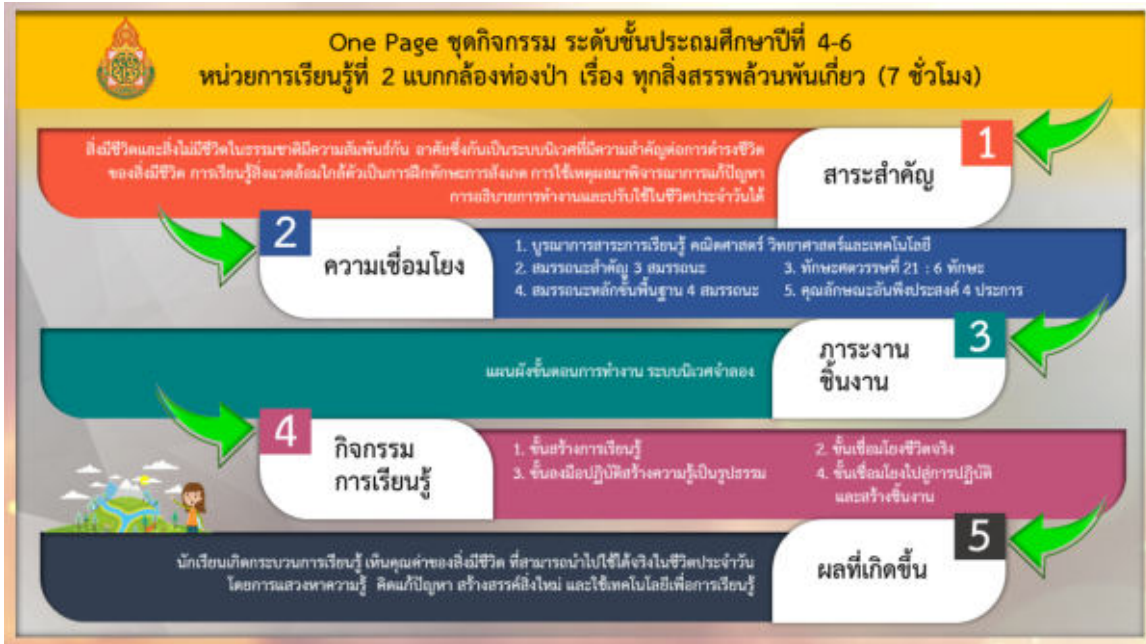 One Page ชุดกิจกรรม ระดับชั้นประถมศึกษาปีที่ 4-6
หน่วยการเรียนรู้ที่ 2 แบกกล้องท่องป่า เรื่อง ทุกสิ่งสรรพล้วนพันเกี่ยว (7 ชั่วโมง)
1
สาระสำคัญ
สิ่งมีชีวิตและสิ่งไม่มีชีวิตในธรรมชาติมีความสัมพันธ์กัน อาศัยซึ่งกันเป็นระบบนิเวศที่มีความสำคัญต่อการดำรงชีวิต
ของสิ่งมีชีวิต การเรียนรู้สิ่งแวดล้อมใกล้ตัวเป็นการฝึกทักษะการสังเกต การใช้เหตุผลมาพิจารณาการแก้ปัญหา
การอธิบายการทำงานและปรับใช้ในชีวิตประจำวันได้
2
ความเชื่อมโยง
1. บูรณาการสาระการเรียนรู้ คณิตศาสตร์ วิทยาศาสตร์และเทคโนโลยี
2. สมรรถนะสำคัญ 3 สมรรถนะ
3. ทักษะศตวรรษที่ 21 : 6 ทักษะ
4. สมรรถนะหลักขั้นพื้นฐาน 4 สมรรถนะ
5. คุณลักษณะอันพึงประสงค์ 4 ประการ
3
ภาระงาน
ชิ้นงาน
แผนผังขั้นตอนการทำงาน ระบบนิเวศจำลอง
4
กิจกรรม
การเรียนรู้
1. ขั้นสร้างการเรียนรู้
2. ขั้นเชื่อมโยงชีวิตจริง
3. ขั้นลงมือปฏิบัติสร้างความรู้เป็นรูปธรรม
4. ขั้นเชื่อมโยงไปสู่การปฏิบัติ
และสร้างชิ้นงาน
5
ผลที่เกิดขึ้น
นักเรียนเกิดกระบวนการเรียนรู้ เห็นคุณค่าของสิ่งมีชีวิต ที่สามารถนำไปใช้ได้จริงในชีวิตประจำวัน
โดยการแสวงหาความรู้ คิดแก้ปัญหา สร้างสรรค์สิ่งใหม่ และใช้เทคโนโลยีเพื่อการเรียนรู้